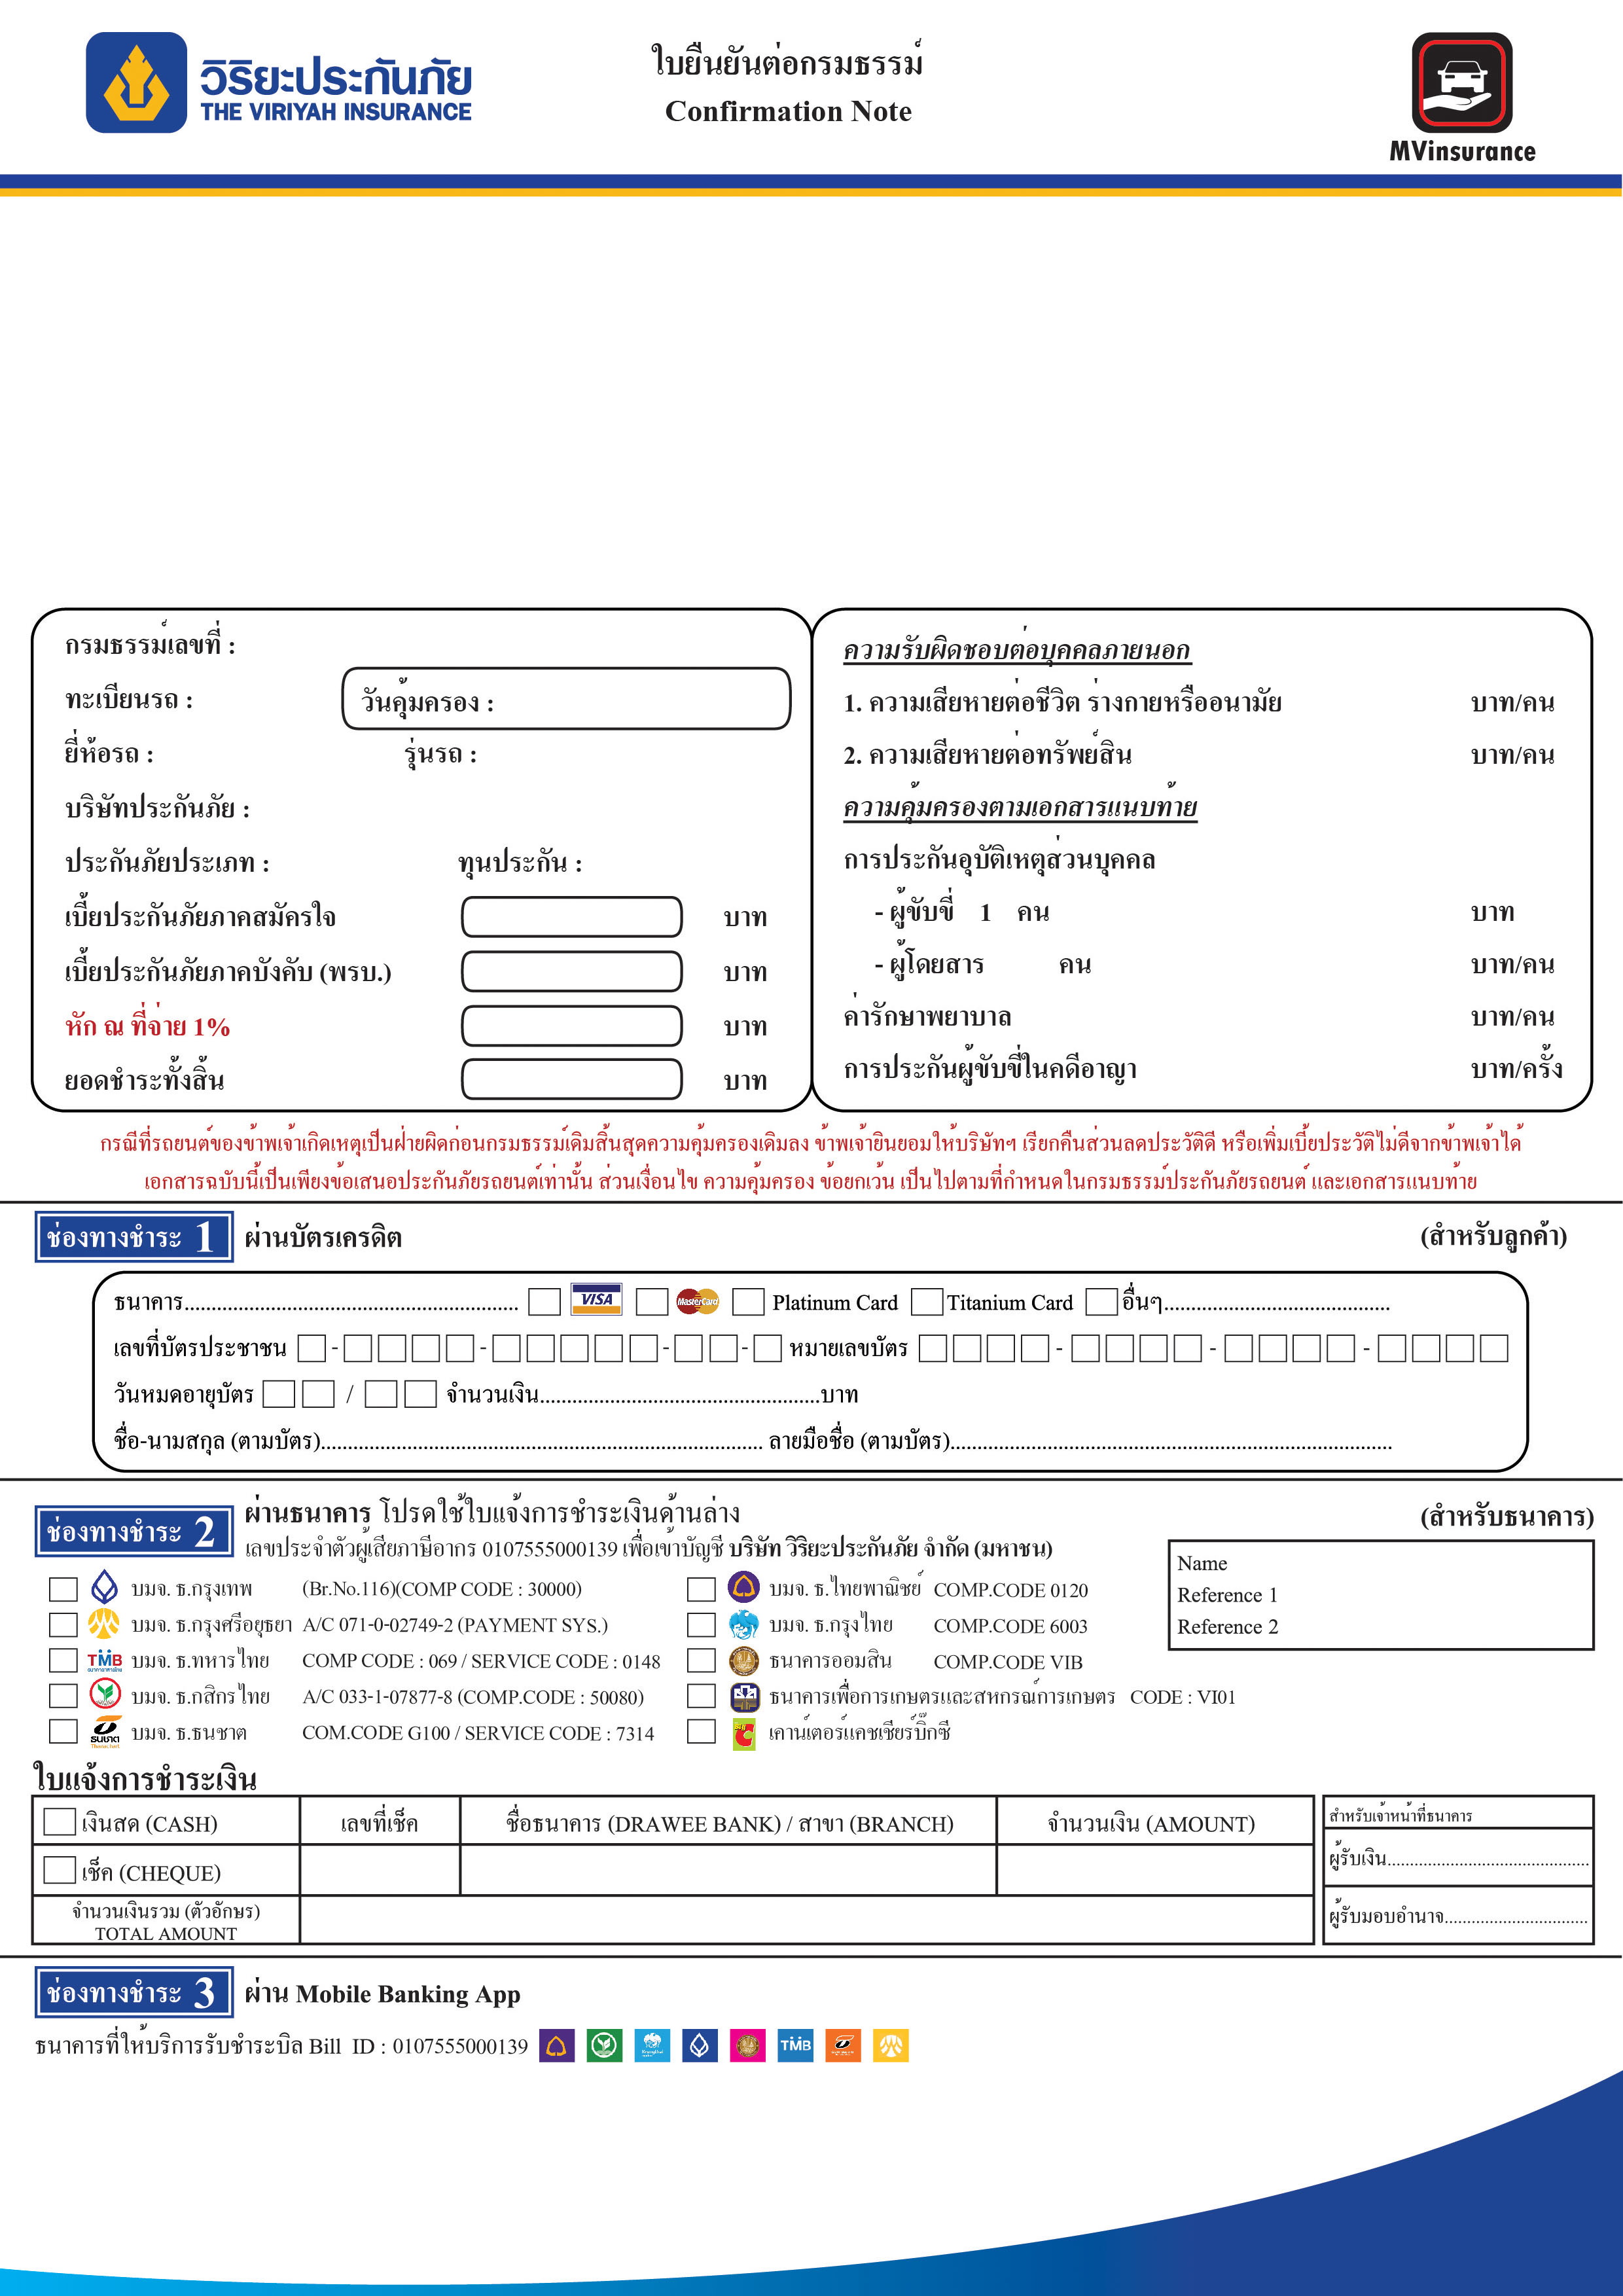 วิริยะประกันภัย
THE VIRIYAH INSURANCE
ใบยืนยันต่อกรมธรรม์
Confirmation Note
MVinsurance
กรมธรรม์เลขที่ :
ทะเบียนรถ :
วันคุ้มครอง :
ยี่ห้อรถ : รุ่นรถ :
บริษัทประกันภัย :
ประกันภัยประเภท : ทุนประกัน :
เบี้ยประกันภัยภาคสมัครใจ บาท
เบี้ยประกันภัยภาคบังคับ (พรบ.) บาท
หัก ณ ที่จ่าย 1% บาท
ยอดชำระทั้งสิ้น บาท
ความรับผิดชอบต่อบุคคลภายนอก
1. ความเสียหายต่อชีวิต ร่างกายหรืออนามัย บาท/คน
2. ความเสียหายต่อทรัพย์สิน บาท/คน
ความคุ้มครองตามเอกสารแนบท้าย
การประกันอุบัติเหตุส่วนบุคคล
- ผู้ขับขี่ 1 คน บาท
- ผู้โดยสาร คน บาท/คน
ค่ารักษาพยาบาล บาท/คน
การประกันผู้ขับขี่ในคดีอาญา บาท/ครั้ง
กรณีที่รถยนต์ของข้าพเจ้าเกิดเหตุเป็นฝ่ายผิดก่อนกรมธรรม์เดิมสิ้นสุดความคุ้มครองเดิมลง ข้าพเจ้ายินยอมให้บริษัทฯ เรียกคืนส่วนลดประวัติดี หรือเพิ่มเบี้ยประวัติไม่ดีจากข้าพเจ้าได้
เอกสารฉบับนี้เป็นเพียงข้อเสนอประกันภัยรถยนต์เท่านั้น ส่วนเงื่อนไข ความคุ้มครอง ข้อยกเว้น เป็นไปตามที่กำหนดในกรมธรรม์ประกันภัยรถยนต์ และเอกสารแนบท้าย
ช่องทางชำระ 1 ผ่านบัตรเครดิต (สำหรับลูกค้า)
ธนาคาร.............................................................. VISA MasterCard Platinum Card Titanium Card อื่นๆ..........................................
เลขที่บัตรประชาชน - - - - หมายเลขบัตร - - -
วันหมดอายุบัตร / จำนวนเงิน....................................................บาท
ชื่อ-นามสกุล (ตามบัตร).................................................................................. ลายมือชื่อ (ตามบัตร)..................................................................................
ช่องทางชำระ 2 ผ่านธนาคาร โปรดใช้ใบแจ้งการชำระเงินด้านล่าง (สำหรับธนาคาร)
เลขประจำตัวผู้เสียภาษีอากร 0107555000139 เพื่อเข้าบัญชี บริษัท วิริยะประกันภัย จำกัด (มหาชน)
Name
Reference 1
Reference 2
บมจ. ธ.กรุงเทพ (Br.No.116)(COMP CODE : 30000)
บมจ. ธ.กรุงศรีอยุธยา A/C 071-0-02749-2 (PAYMENT SYS.)
TMB บมจ. ธ.ทหารไทย COMP CODE : 069 / SERVICE CODE : 0148
บมจ. ธ.กสิกรไทย A/C 033-1-07877-8 (COMP.CODE : 50080)
ธนชาต บมจ. ธ.ธนชาต COM.CODE G100 / SERVICE CODE : 7314
บมจ. ธ.ไทยพาณิชย์ COMP.CODE 0120
บมจ. ธ.กรุงไทย COMP.CODE 6003
ธนาคารออมสิน COMP.CODE VIB
ธนาคารเพื่อการเกษตรและสหกรณ์การเกษตร CODE : VI01
เคาน์เตอร์แคชเชียร์บิ๊กซี
ใบแจ้งการชำระเงิน
เงินสด (CASH) เลขที่เช็ค ชื่อธนาคาร (DRAWEE BANK) / สาขา (BRANCH) จำนวนเงิน (AMOUNT)
เช็ค (CHEQUE)
จำนวนเงินรวม (ตัวอักษร)
TOTAL AMOUNT
สำหรับเจ้าหน้าที่ธนาคาร
ผู้รับเงิน..........................................
ผู้รับมอบอำนาจ..............................
ช่องทางชำระ 3 ผ่าน Mobile Banking App
ธนาคารที่ให้บริการรับชำระบิล Bill ID : 0107555000139 TMB